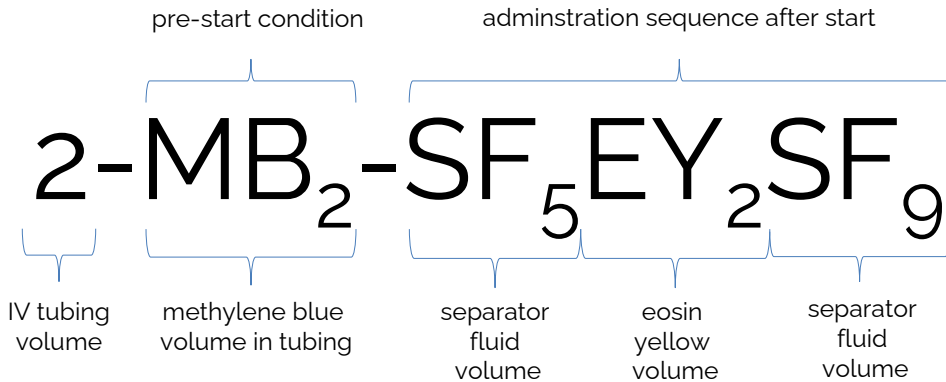 pre-start condition
adminstration sequence after start
2-MB₂-SF₅EY₂SF₉
IV tubing
volume
methylene blue
volume in tubing
separator
fluid
volume
eosin
yellow
volume
separator
fluid
volume